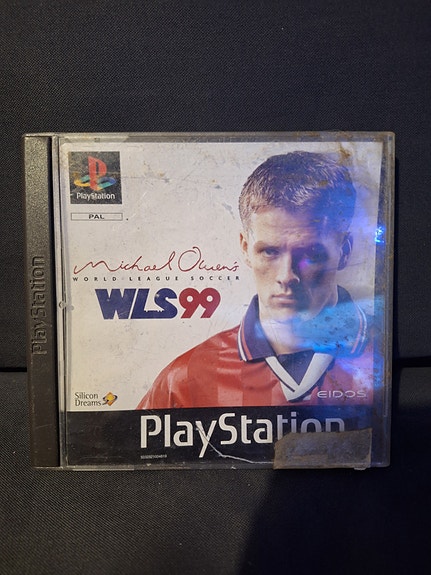 PlayStation
PAL
Michael Owen's
WORLD LEAGUE SOCCER
WLS99
Silicon
Dreams
EIDOS
PlayStation
PlayStation